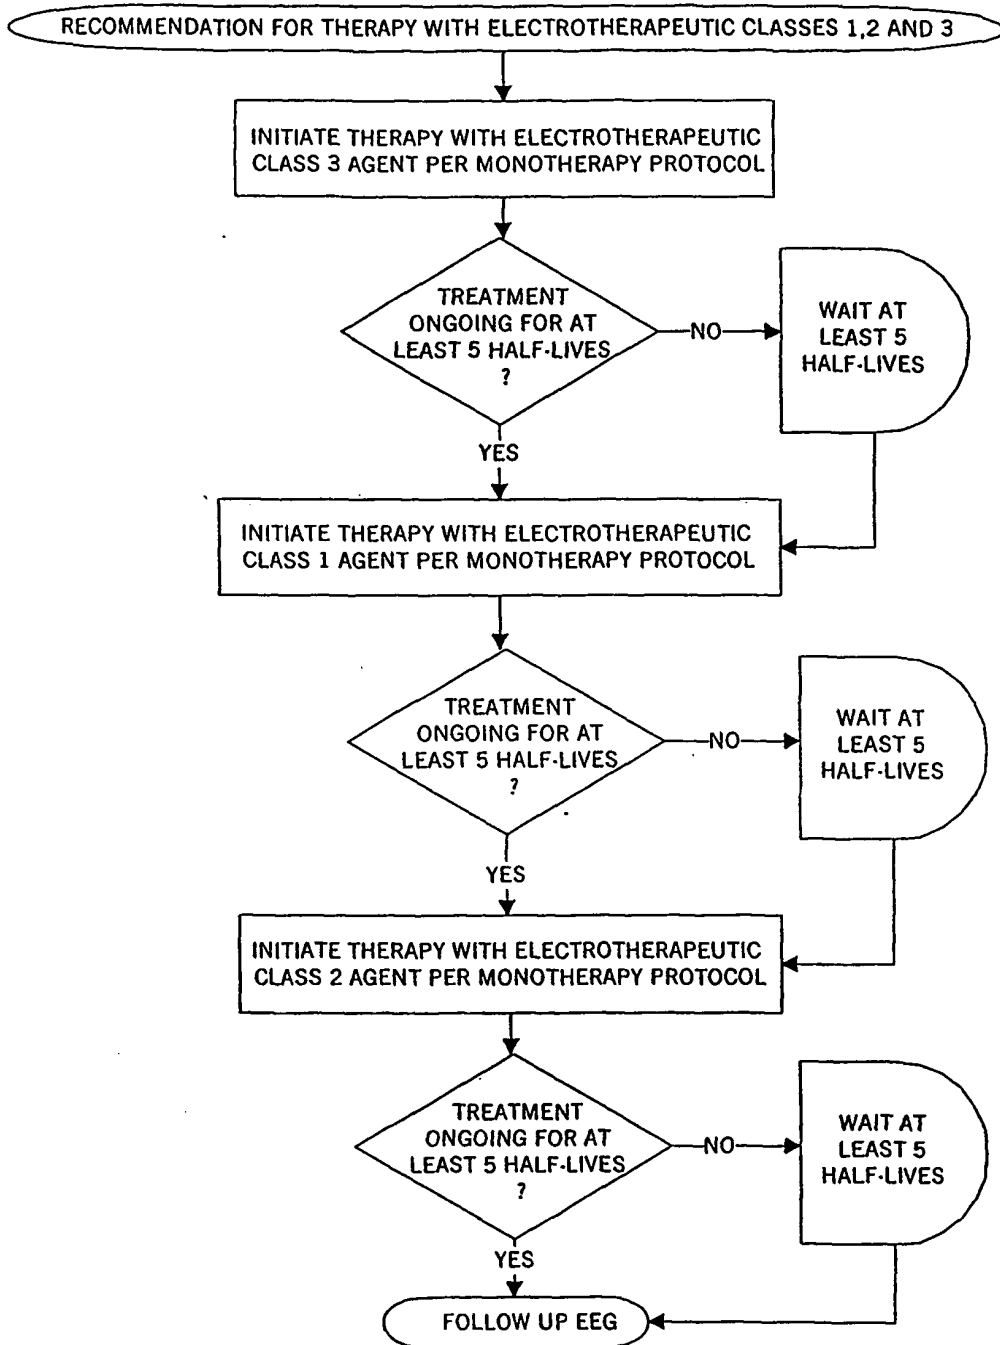 RECOMMENDATION FOR THERAPY WITH ELECTROTHERAPEUTIC CLASSES 1,2 AND 3
INITIATE THERAPY WITH ELECTROTHERAPEUTIC
CLASS 3 AGENT PER MONOTHERAPY PROTOCOL
TREATMENT
ONGOING FOR AT
LEAST 5 HALF-LIVES
?
NO
WAIT AT
LEAST 5
HALF-LIVES
YES
INITIATE THERAPY WITH ELECTROTHERAPEUTIC
CLASS 1 AGENT PER MONOTHERAPY PROTOCOL
TREATMENT
ONGOING FOR AT
LEAST 5 HALF-LIVES
?
NO
WAIT AT
LEAST 5
HALF-LIVES
YES
INITIATE THERAPY WITH ELECTROTHERAPEUTIC
CLASS 2 AGENT PER MONOTHERAPY PROTOCOL
TREATMENT
ONGOING FOR AT
LEAST 5 HALF-LIVES
?
NO
WAIT AT
LEAST 5
HALF-LIVES
YES
FOLLOW UP EEG